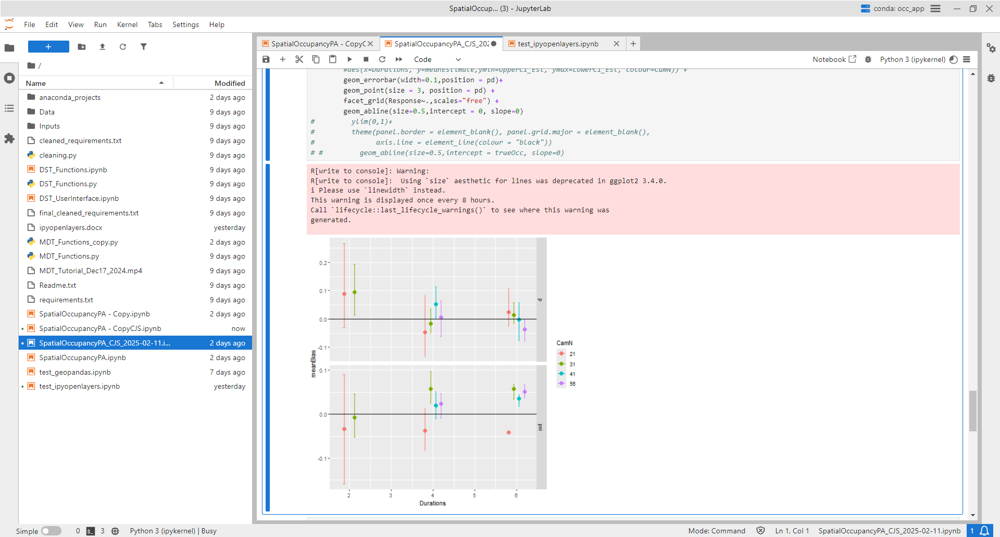 SpatialOccup... (3) - JupyterLab
conda: occ_app
File Edit View Run Kernel Tabs Settings Help
SpatialOccupancyPA - CopyC
SpatialOccupancyPA_CJS_202
test_ipyopenlayers.ipynb
Code
Notebook
Python 3 (ipykernel)
/
Name Modified
anaconda_projects 2 days ago
Data 9 days ago
Inputs 9 days ago
cleaned_requirements.txt 9 days ago
cleaning.py 9 days ago
DST_Functions.ipynb 9 days ago
DST_Functions.py 9 days ago
DST_UserInterface.ipynb 9 days ago
final_cleaned_requirements.txt 9 days ago
ipyopenlayers.docx yesterday
MDT_Functions_copy.py 2 days ago
MDT_Functions.py 9 days ago
MDT_Tutorial_Dec17_2024.mp4 9 days ago
Readme.txt 9 days ago
requirements.txt 9 days ago
SpatialOccupancyPA - Copy.ipynb 2 days ago
SpatialOccupancyPA - CopyCJS.ipynb now
SpatialOccupancyPA_CJS_2025-02-11.i... 2 days ago
SpatialOccupancyPA.ipynb 2 days ago
test_geopandas.ipynb 7 days ago
test_ipyopenlayers.ipynb yesterday
#aes(x=Durations, y=meanEstimate,ymin=UpperCI_Est, ymax=LowerCI_Est, colour=CamN)) +
geom_errorbar(width=0.1,position = pd)+
geom_point(size = 3, position = pd) +
facet_grid(Response~.,scales="free") +
geom_abline(size=0.5,intercept = 0, slope=0)
# ylim(0,1)+
# theme(panel.border = element_blank(), panel.grid.major = element_blank(),
# axis.line = element_line(colour = "black"))
# # geom_abline(size=0.5,intercept = trueOcc, slope=0)
R[write to console]: Warning:
R[write to console]:  Using `size` aesthetic for lines was deprecated in ggplot2 3.4.0.
i Please use `linewidth` instead.
This warning is displayed once every 8 hours.
Call `lifecycle::last_lifecycle_warnings()` to see where this warning was
generated.
0.2
0.1
0.0
-0.1
p
meanBias
0.1
0.0
-0.1
psi
2 3 4 5 6
Durations
CamN
21
31
41
56
Simple
0
3
Python 3 (ipykernel) | Busy
Mode: Command
Ln 1, Col 1
SpatialOccupancyPA_CJS_2025-02-11.ipynb
1